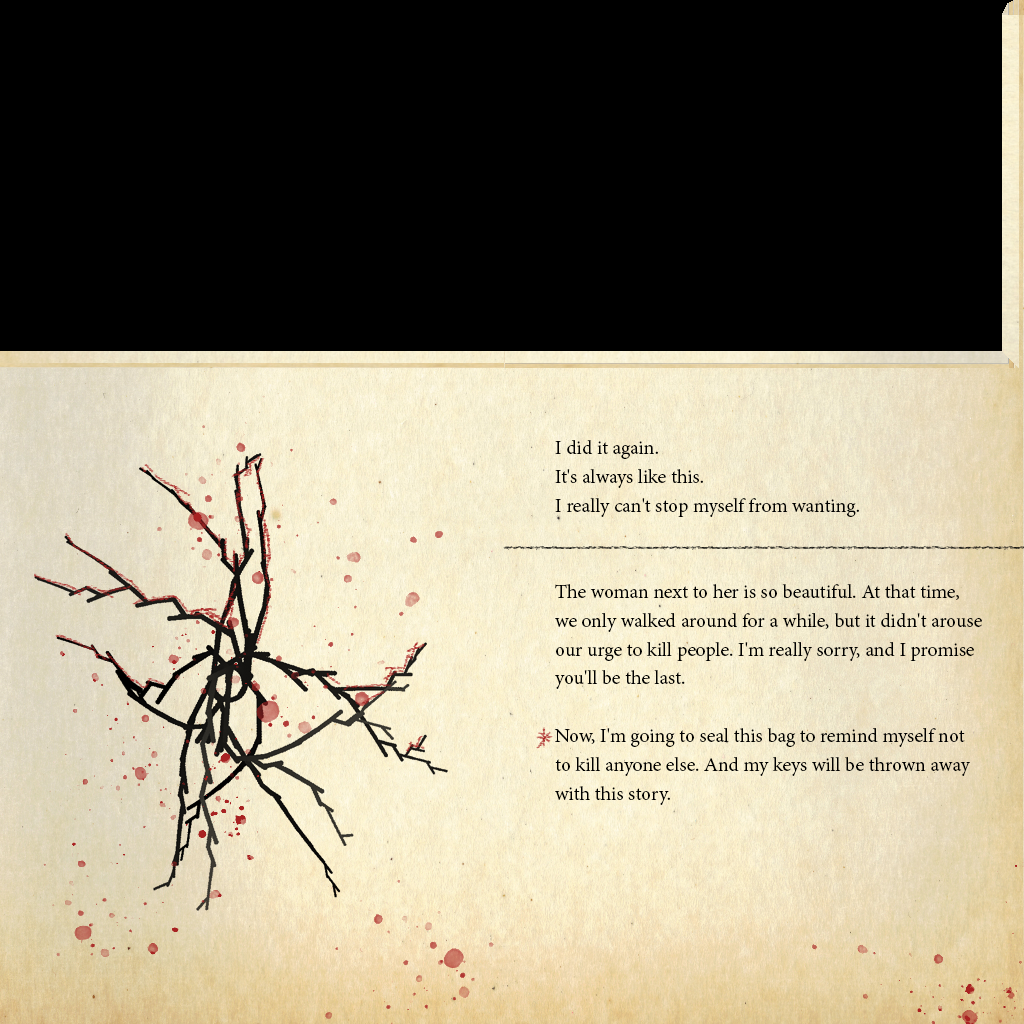 I did it again.
It's always like this.
I really can't stop myself from wanting.
The woman next to her is so beautiful. At that time,
we only walked around for a while, but it didn't arouse
our urge to kill people. I'm really sorry, and I promise
you'll be the last.
Now, I'm going to seal this bag to remind myself not
to kill anyone else. And my keys will be thrown away
with this story.